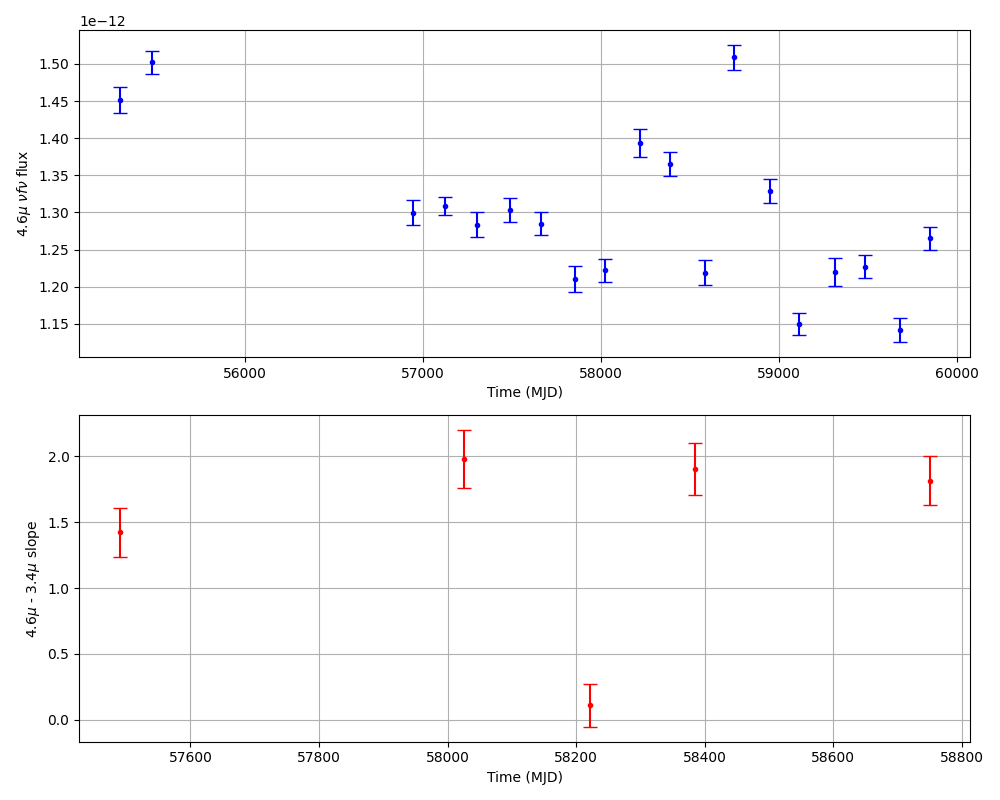 1e−12
1.50
1.45
1.40
1.35
1.30
1.25
1.20
1.15
4.6μ νfν flux
56000 57000 58000 59000 60000
Time (MJD)
2.0
1.5
1.0
0.5
0.0
4.6μ - 3.4μ slope
57600 57800 58000 58200 58400 58600 58800
Time (MJD)